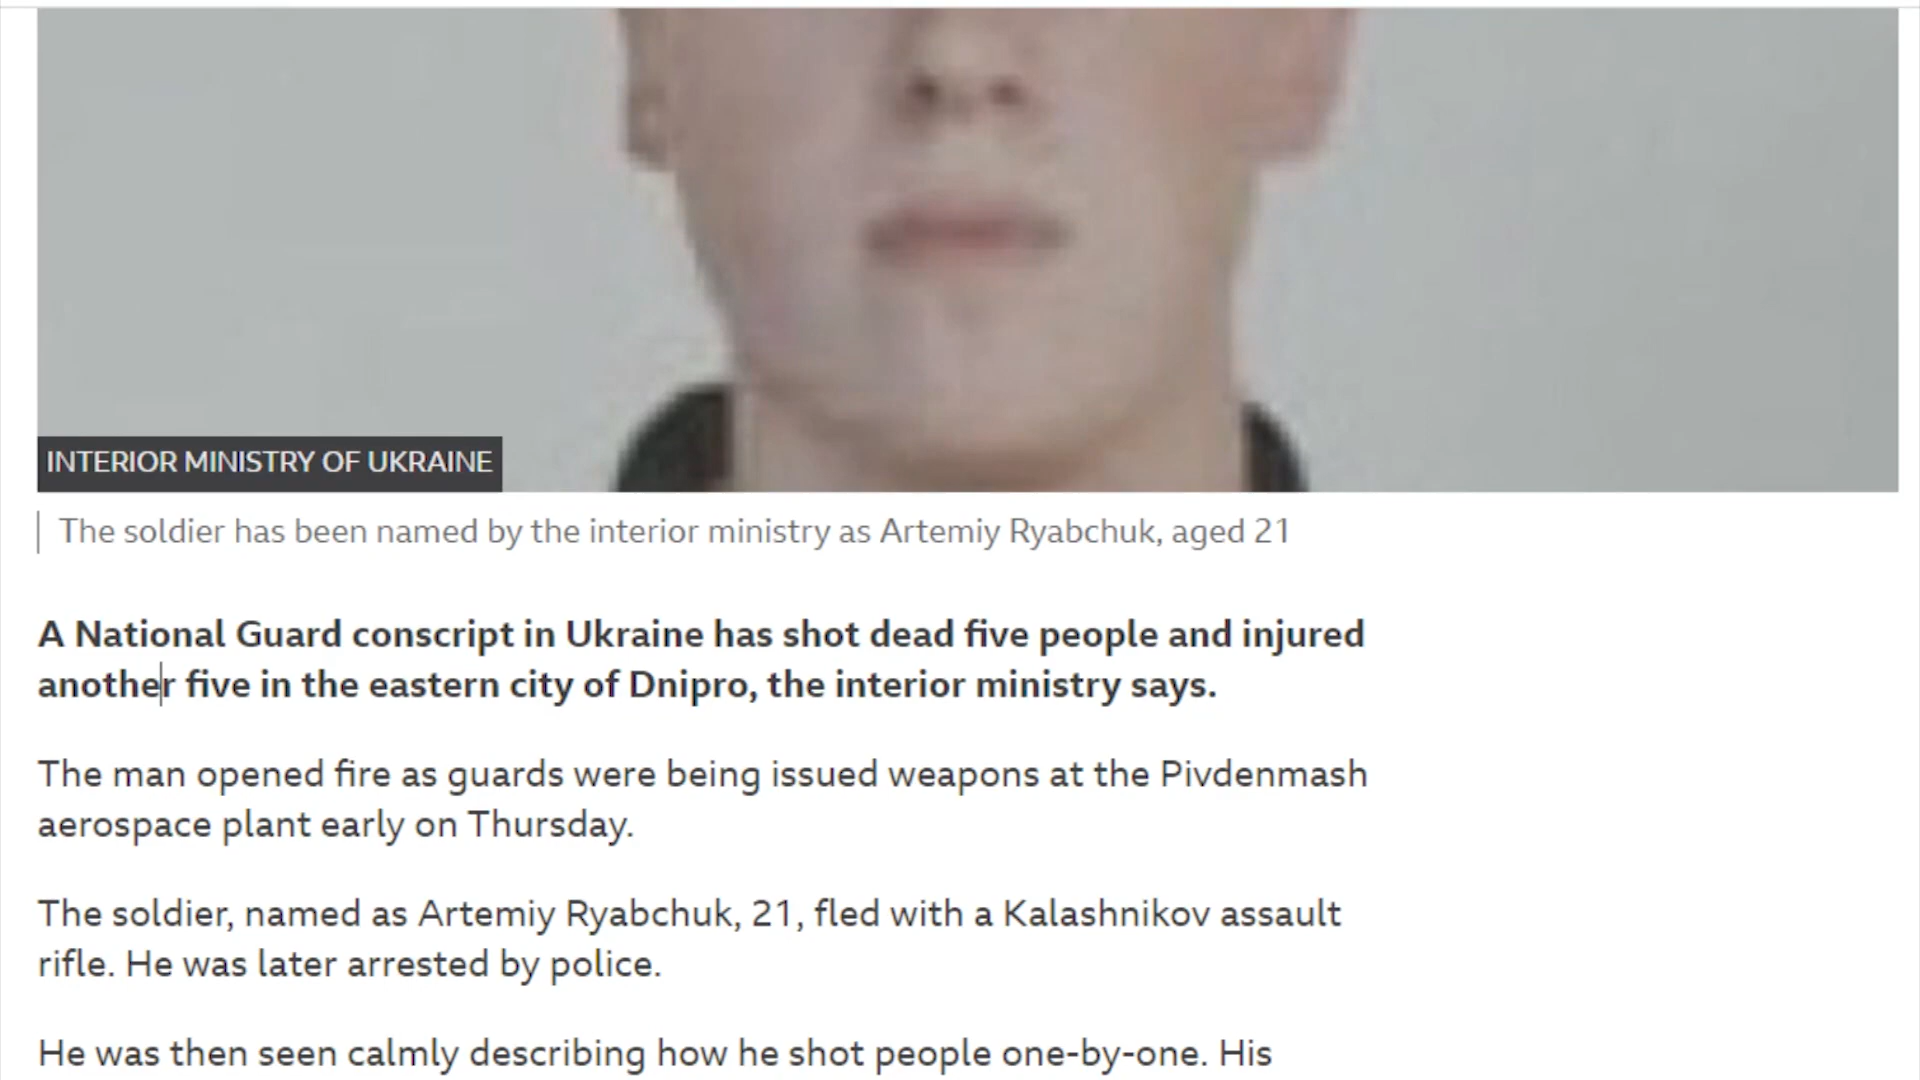 INTERIOR MINISTRY OF UKRAINE
The soldier has been named by the interior ministry as Artemiy Ryabchuk, aged 21
A National Guard conscript in Ukraine has shot dead five people and injured
another five in the eastern city of Dnipro, the interior ministry says.
The man opened fire as guards were being issued weapons at the Pivdenmash
aerospace plant early on Thursday.
The soldier, named as Artemiy Ryabchuk, 21, fled with a Kalashnikov assault
rifle. He was later arrested by police.
He was then seen calmly describing how he shot people one-by-one. His